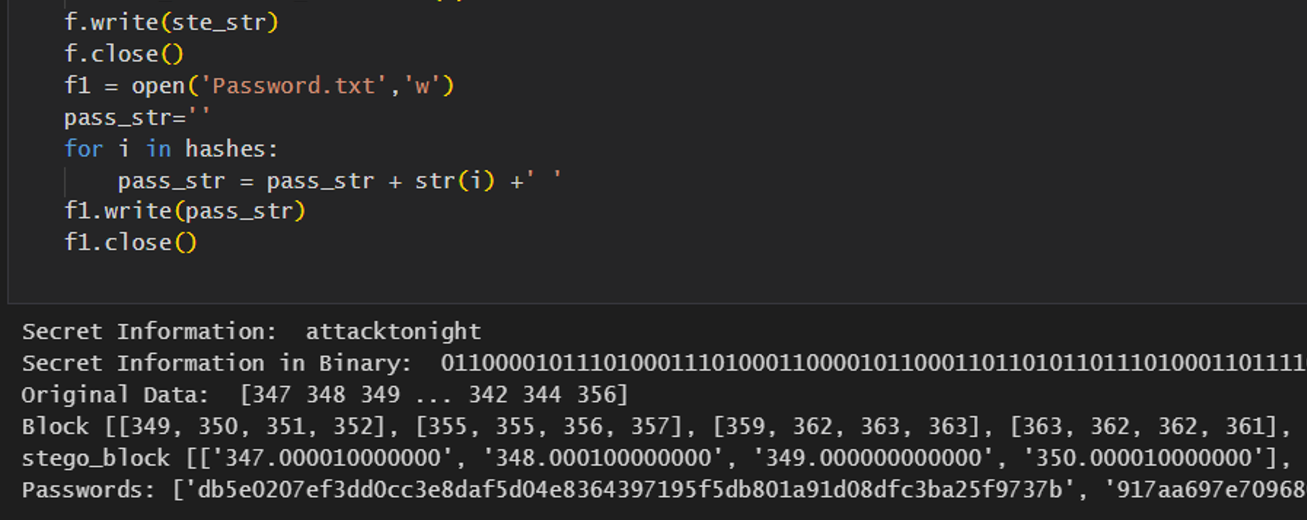 f.write(ste_str)
f.close()
f1 = open('Password.txt','w')
pass_str=''
for i in hashes:
    pass_str = pass_str + str(i) +' '
f1.write(pass_str)
f1.close()
Secret Information:  attacktonight
Secret Information in Binary:  0110000101110100011101000110000101100011011010110111010001101111
Original Data:  [347 348 349 ... 342 344 356]
Block [[349, 350, 351, 352], [355, 355, 356, 357], [359, 362, 363, 363], [363, 362, 362, 361],
stego_block [['347.000010000000', '348.000100000000', '349.000000000000', '350.000010000000'],
Passwords: ['db5e0207ef3dd0cc3e8daf5d04e8364397195f5db801a91d08dfc3ba25f9737b', '917aa697e70968